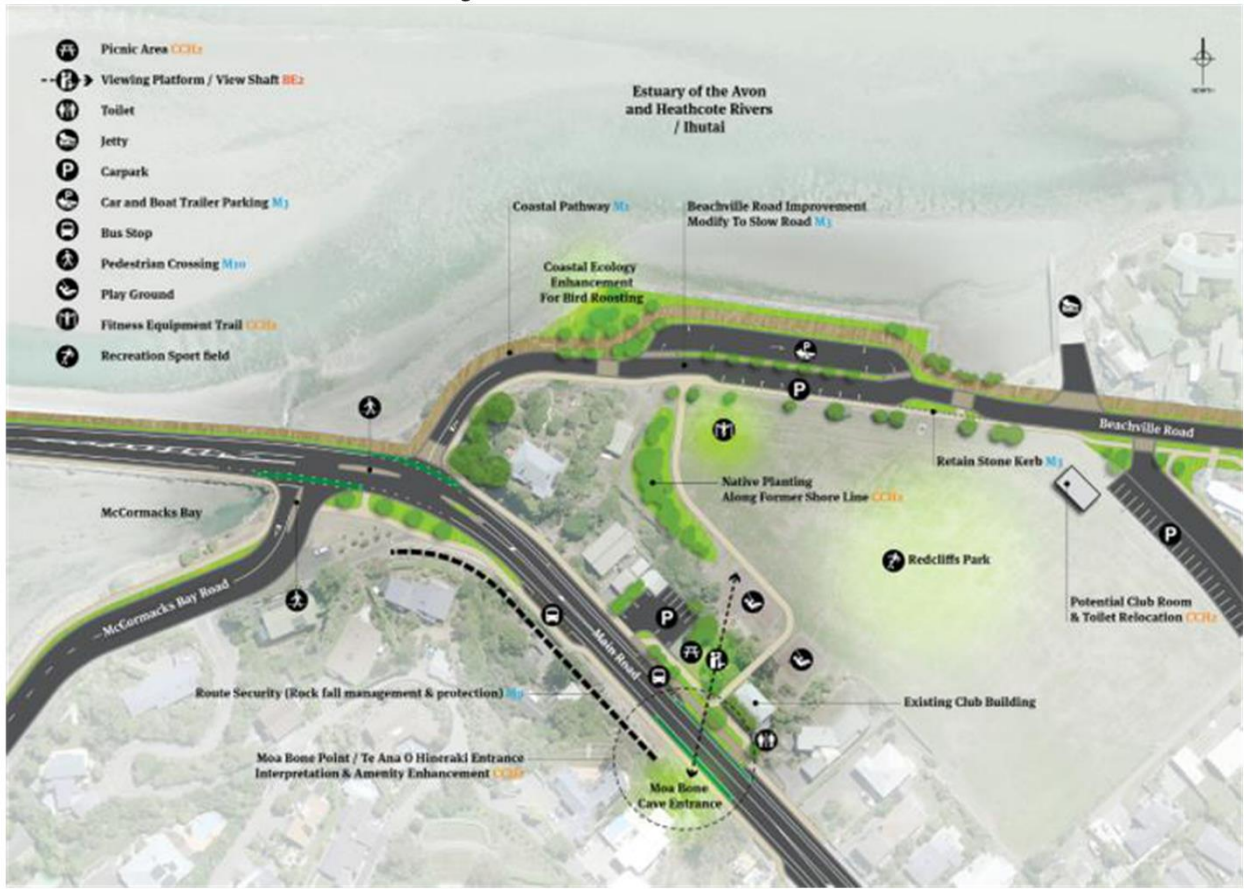 Picnic Area CCH2
Viewing Platform / View Shaft BE2
Toilet
Jetty
P
Carpark
P
Car and Boat Trailer Parking M3
Bus Stop
Pedestrian Crossing M10
Play Ground
Fitness Equipment Trail CCH2
Recreation Sport field
Estuary of the Avon
and Heathcote Rivers
/ Ihutai
NORTH
Coastal Pathway M2
Beachville Road Improvement
Modify To Slow Road M3
Coastal Ecology
Enhancement
For Bird Roosting
P
P
Beachville Road
Retain Stone Kerb M3
Native Planting
Along Former Shore Line CCH2
McCormacks Bay
Redcliffs Park
P
McCormacks Bay Road
Potential Club Room
& Toilet Relocation CCH2
P
Main Road
Route Security (Rock fall management & protection) M9
Existing Club Building
Moa Bone Point / Te Ana O Hineraki Entrance
Interpretation & Amenity Enhancement
Moa Bone
Cave Entrance